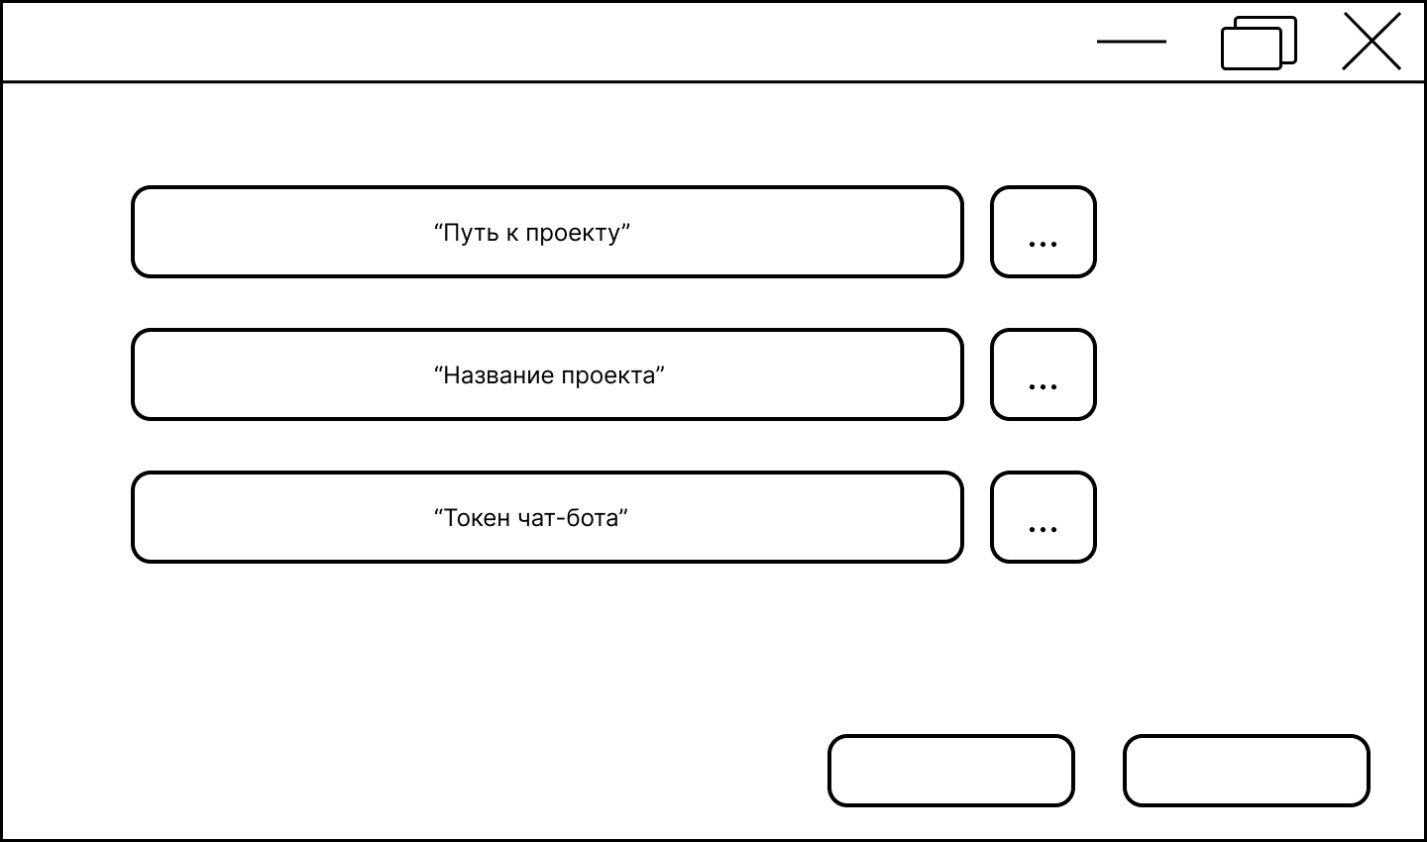 “Путь к проекту”
...
“Название проекта”
...
“Токен чат-бота”
...